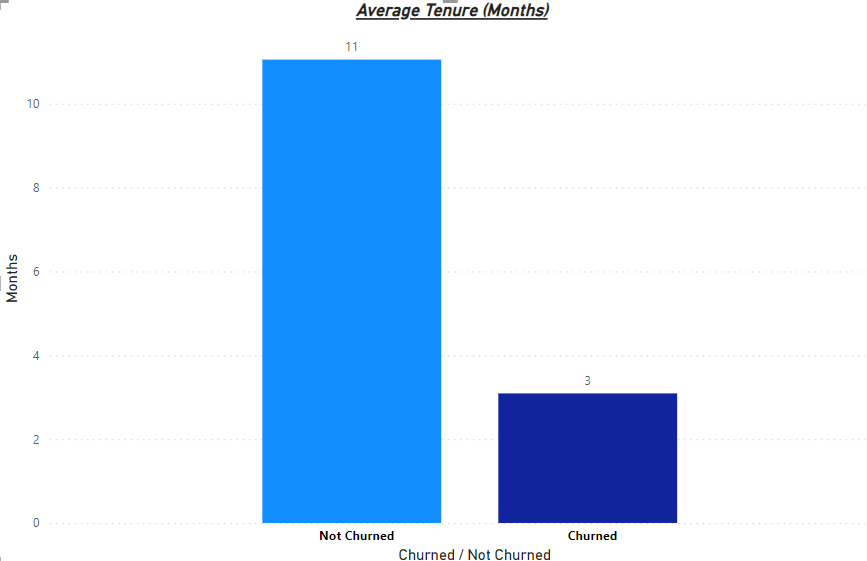 Average Tenure (Months)
11
10
8
6
4
3
2
0
Months
Not Churned
Churned
Churned / Not Churned